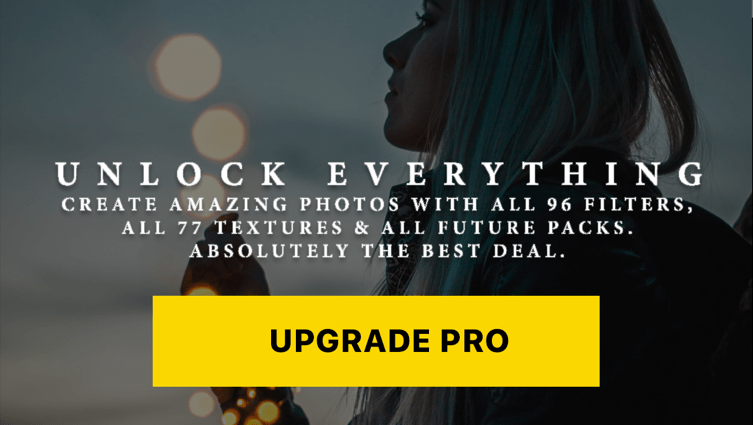 UNLOCK EVERYTHING
CREATE AMAZING PHOTOS WITH ALL 96 FILTERS,
ALL 77 TEXTURES & ALL FUTURE PACKS.
ABSOLUTELY THE BEST DEAL.
UPGRADE PRO